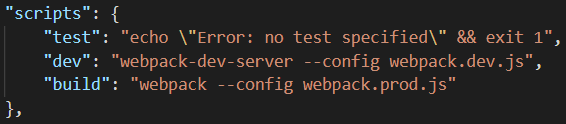 "scripts": {
"test": "echo \"Error: no test specified\" && exit 1",
"dev": "webpack-dev-server --config webpack.dev.js",
"build": "webpack --config webpack.prod.js"
},